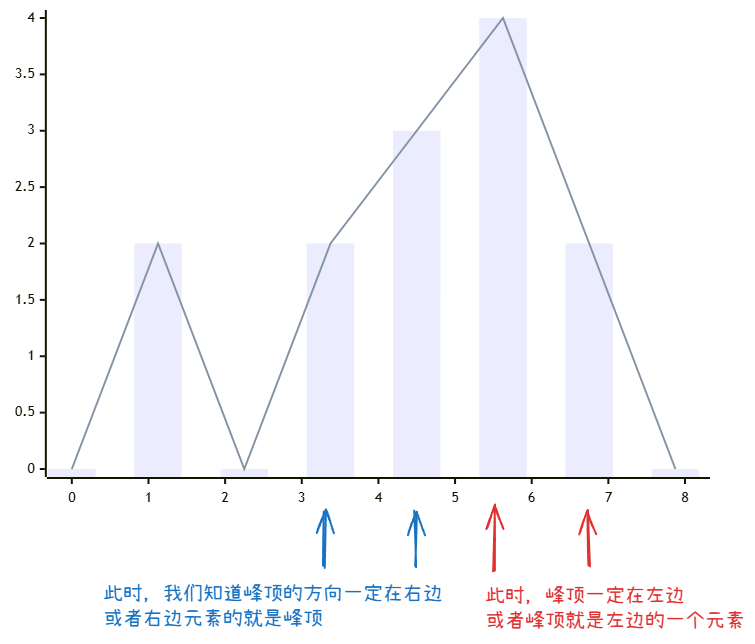 4
3.5
3
2.5
2
1.5
1
0.5
0
0 1 2 3 4 5 6 7 8
此时，我们知道峰顶的方向一定在右边
或者右边元素的就是峰顶
此时，峰顶一定在左边
或者峰顶就是左边的一个元素